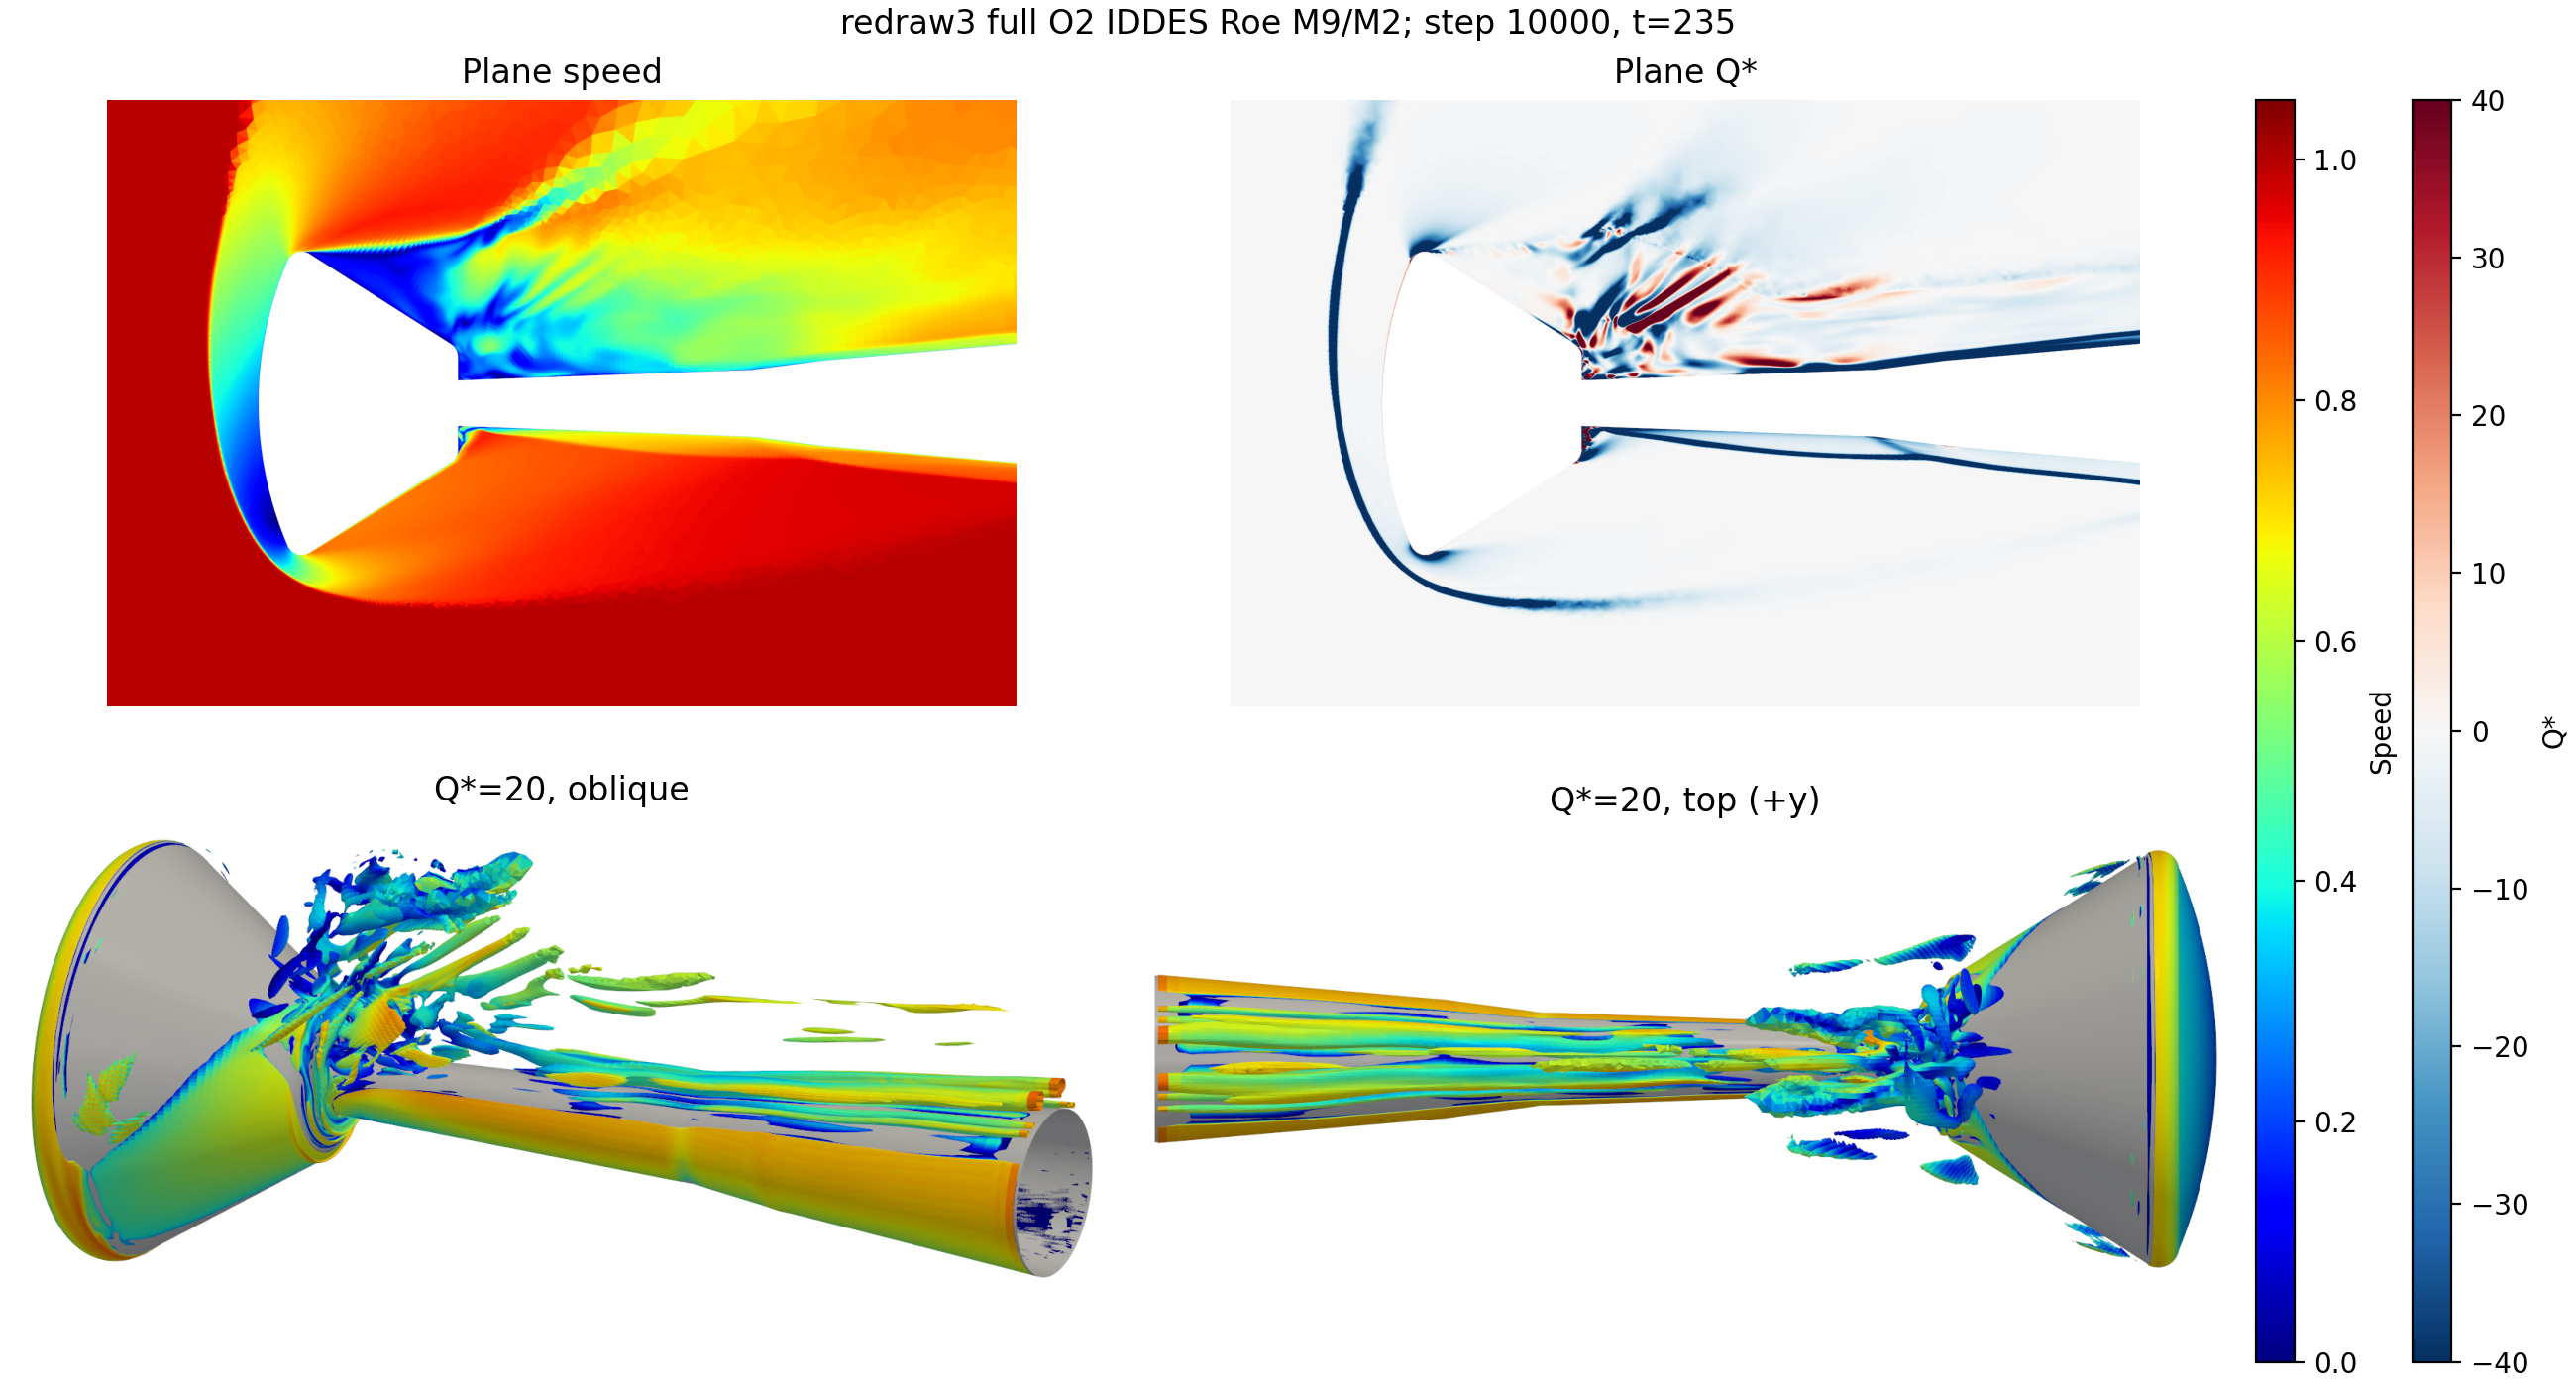 redraw3 full O2 IDDES Roe M9/M2; step 10000, t=235
Plane speed
Plane Q*
Q*=20, oblique
Q*=20, top (+y)
1.0
0.8
0.6
0.4
0.2
0.0
Speed
40
30
20
10
0
−10
−20
−30
−40
Q*